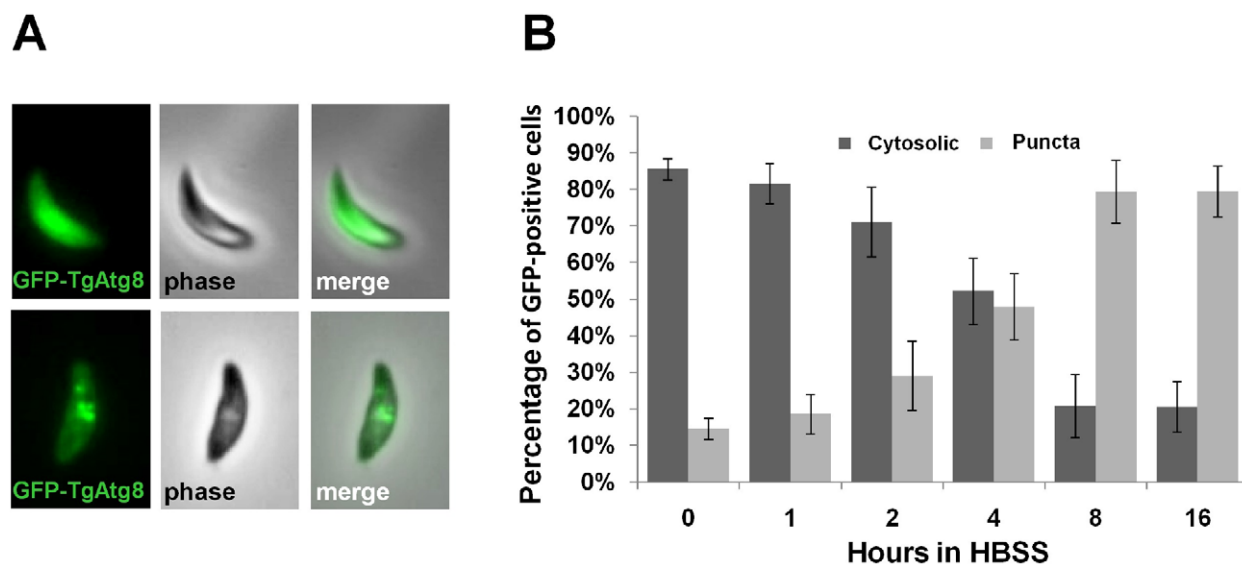 A
GFP-TgAtg8
phase
merge
GFP-TgAtg8
phase
merge
B
Percentage of GFP-positive cells
100%
90%
80%
70%
60%
50%
40%
30%
20%
10%
0%
Cytosolic Puncta
0 1 2 4 8 16
Hours in HBSS